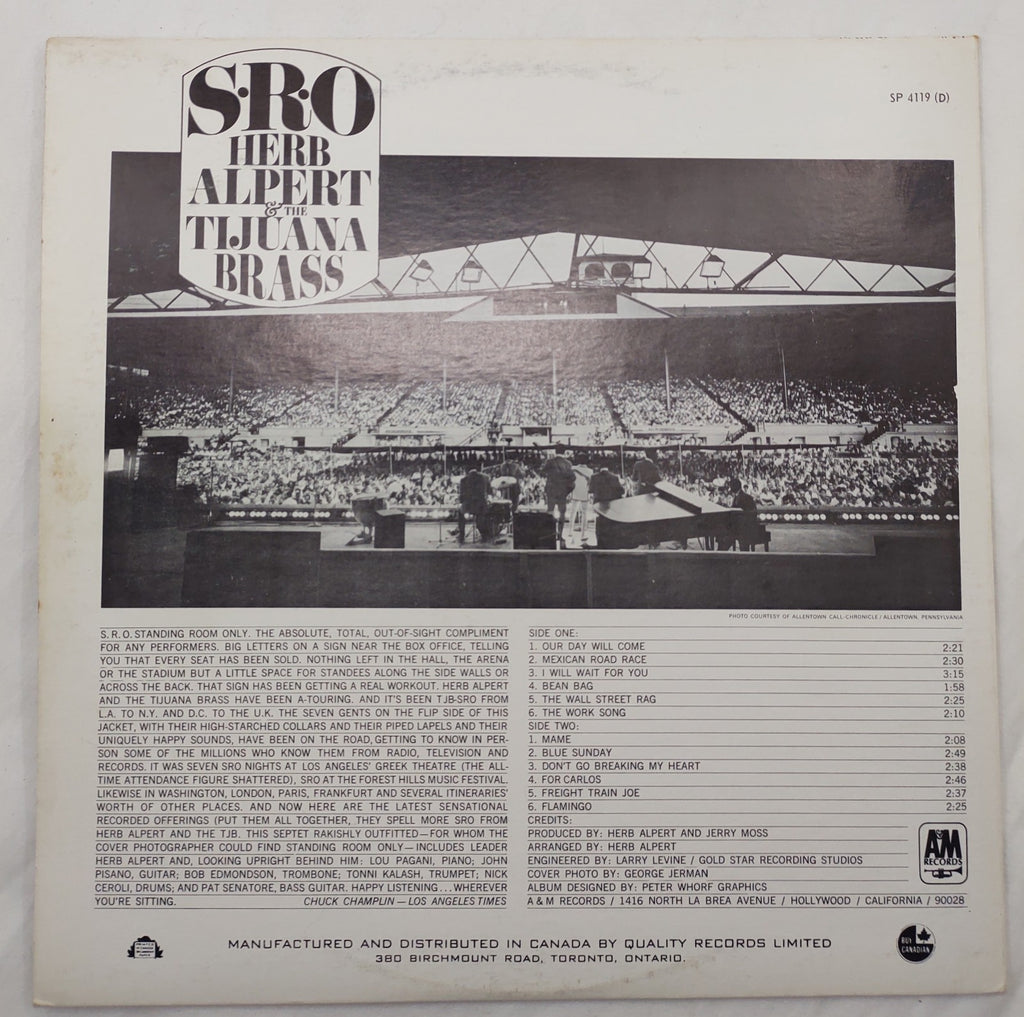 S·R·O
HERB
ALPERT
& THE
TIJUANA
BRASS
SP 4119 (D)
PHOTO COURTESY OF ALLENTOWN CALL-CHRONICLE / ALLENTOWN, PENNSYLVANIA
S.R.O. STANDING ROOM ONLY. THE ABSOLUTE, TOTAL, OUT-OF-SIGHT COMPLIMENT
FOR ANY PERFORMERS. BIG LETTERS ON A SIGN NEAR THE BOX OFFICE, TELLING
YOU THAT EVERY SEAT HAS BEEN SOLD. NOTHING LEFT IN THE HALL, THE ARENA
OR THE STADIUM BUT A LITTLE SPACE FOR STANDEES ALONG THE SIDE WALLS OR
ACROSS THE BACK. THAT SIGN HAS BEEN GETTING A REAL WORKOUT. HERB ALPERT
AND THE TIJUANA BRASS HAVE BEEN A-TOURING. AND IT'S BEEN TJB-SRO FROM
L.A. TO N.Y. AND D.C. TO THE U.K. THE SEVEN GENTS ON THE FLIP SIDE OF THIS
JACKET, WITH THEIR HIGH-STARCHED COLLARS AND THEIR PIPED LAPELS AND THEIR
UNIQUELY HAPPY SOUNDS, HAVE BEEN ON THE ROAD, GETTING TO KNOW IN PER-
SON SOME OF THE MILLIONS WHO KNOW THEM FROM RADIO, TELEVISION AND
RECORDS. IT WAS SEVEN SRO NIGHTS AT LOS ANGELES' GREEK THEATRE (THE ALL-
TIME ATTENDANCE FIGURE SHATTERED), SRO AT THE FOREST HILLS MUSIC FESTIVAL.
LIKEWISE IN WASHINGTON, LONDON, PARIS, FRANKFURT AND SEVERAL ITINERARIES'
WORTH OF OTHER PLACES. AND NOW HERE ARE THE LATEST SENSATIONAL
RECORDED OFFERINGS (PUT THEM ALL TOGETHER, THEY SPELL MORE SRO FROM
HERB ALPERT AND THE TJB. THIS SEPTET RAKISHLY OUTFITTED—FOR WHOM THE
COVER PHOTOGRAPHER COULD FIND STANDING ROOM ONLY—INCLUDES LEADER
HERB ALPERT AND, LOOKING UPRIGHT BEHIND HIM: LOU PAGANI, PIANO; JOHN
PISANO, GUITAR; BOB EDMONDSON, TROMBONE; TONNI KALASH, TRUMPET; NICK
CEROLI, DRUMS; AND PAT SENATORE, BASS GUITAR. HAPPY LISTENING... WHEREVER
YOU'RE SITTING. CHUCK CHAMPLIN—LOS ANGELES TIMES
SIDE ONE:
1. OUR DAY WILL COME 2:21
2. MEXICAN ROAD RACE 2:30
3. I WILL WAIT FOR YOU 3:15
4. BEAN BAG 1:58
5. THE WALL STREET RAG 2:25
6. THE WORK SONG 2:10
SIDE TWO:
1. MAME 2:08
2. BLUE SUNDAY 2:49
3. DON'T GO BREAKING MY HEART 2:38
4. FOR CARLOS 2:46
5. FREIGHT TRAIN JOE 2:37
6. FLAMINGO 2:25
CREDITS:
PRODUCED BY: HERB ALPERT AND JERRY MOSS
ARRANGED BY: HERB ALPERT
ENGINEERED BY: LARRY LEVINE / GOLD STAR RECORDING STUDIOS
COVER PHOTO BY: GEORGE JERMAN
ALBUM DESIGNED BY: PETER WHORF GRAPHICS
A & M RECORDS / 1416 NORTH LA BREA AVENUE / HOLLYWOOD / CALIFORNIA / 90028
AM
RECORDS
MANUFACTURED AND DISTRIBUTED IN CANADA BY QUALITY RECORDS LIMITED
380 BIRCHMOUNT ROAD, TORONTO, ONTARIO.
BUY
CANADIAN